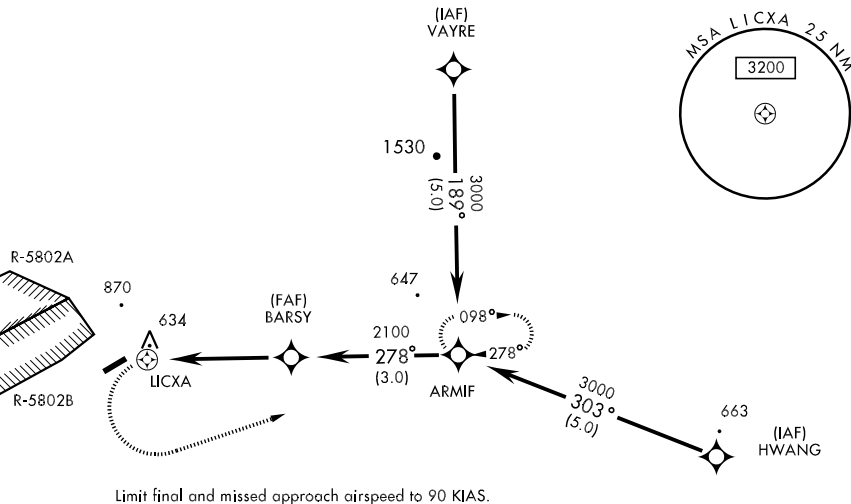 (IAF)
VAYRE
MSA LICXA 25 NM
3200
1530
3000
189°
(5.0)
R-5802A
870
634
(FAF)
BARSY
647
098°
2100
278°
(3.0)
278°
LICXA
ARMIF
R-5802B
3000
303°
(5.0)
663
(IAF)
HWANG
Limit final and missed approach airspeed to 90 KIAS.